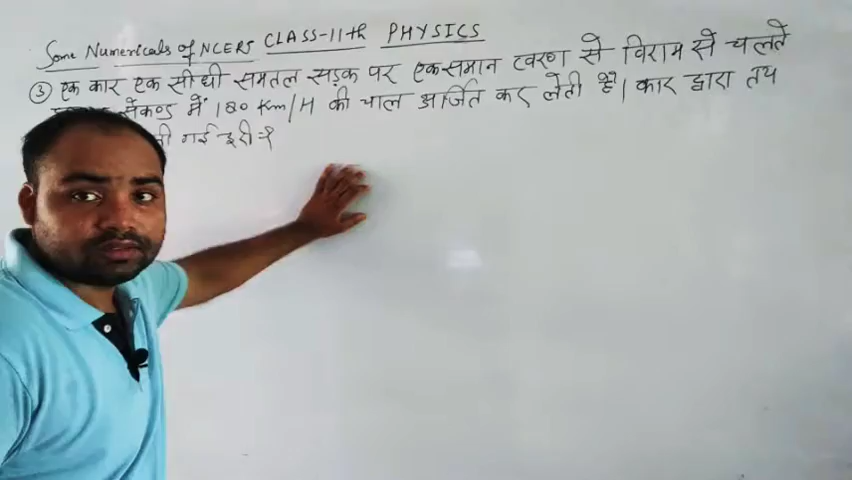 Some Numericals of NCERS CLASS-11th PHYSICS
③ एक कार एक सीधी समतल सड़क पर एकसमान त्वरण से विराम से चलते
सेकण्ड में 180 Km/H की चाल अर्जित कर लेती है। कार द्वारा तय
गई दूरी-?